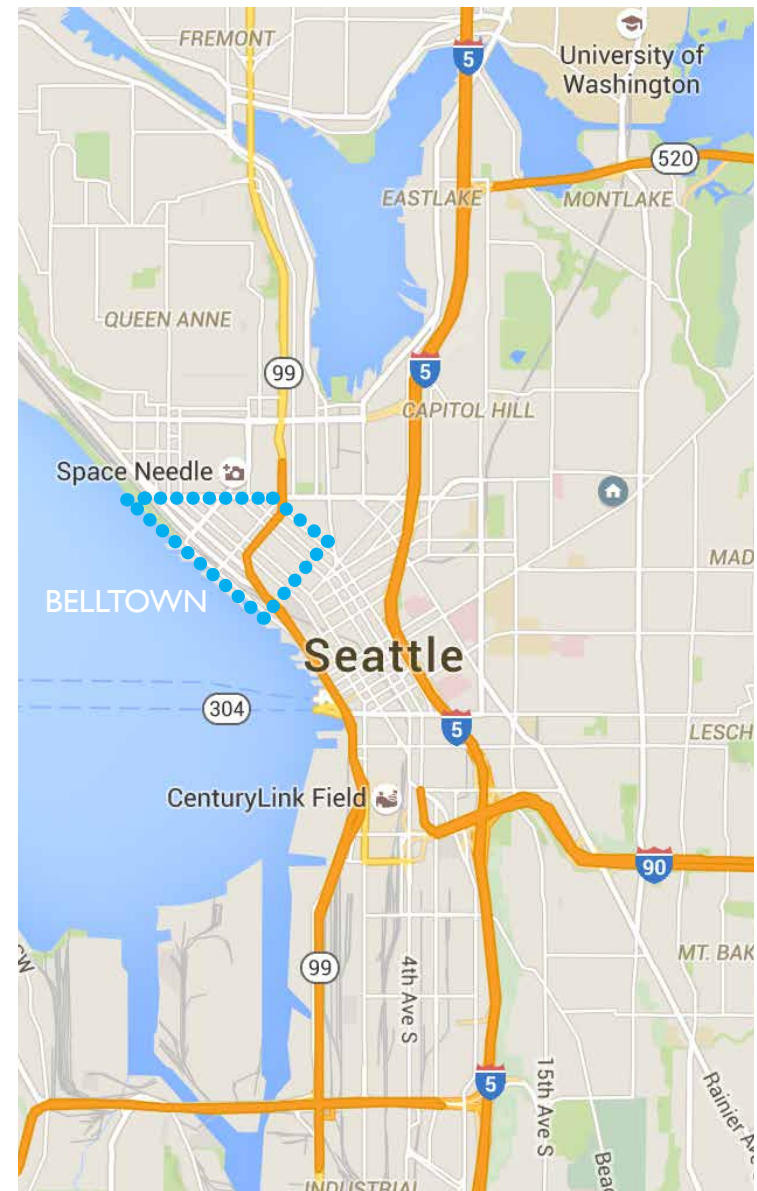 FREMONT
5
University of
Washington
520
EASTLAKE
MONTLAKE
QUEEN ANNE
99
5
CAPITOL HILL
Space Needle
MAD
BELLTOWN
Seattle
304
5
LESCH
CenturyLink Field
90
MT. BAK
99
4th Ave S
5
15th Ave S
Rainier Av
Beac
INDUSTRIAL